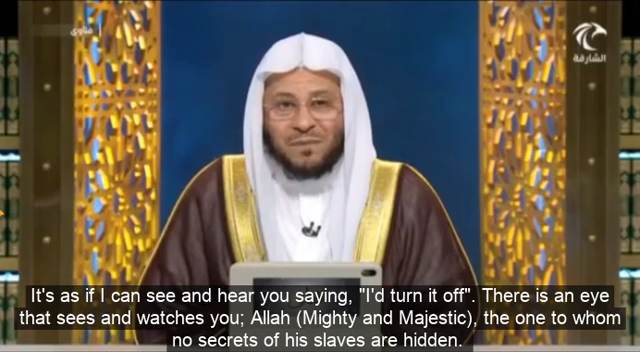 فتاوى
الشارقة
It's as if I can see and hear you saying, "I'd turn it off". There is an eye
that sees and watches you; Allah (Mighty and Majestic), the one to whom
no secrets of his slaves are hidden.